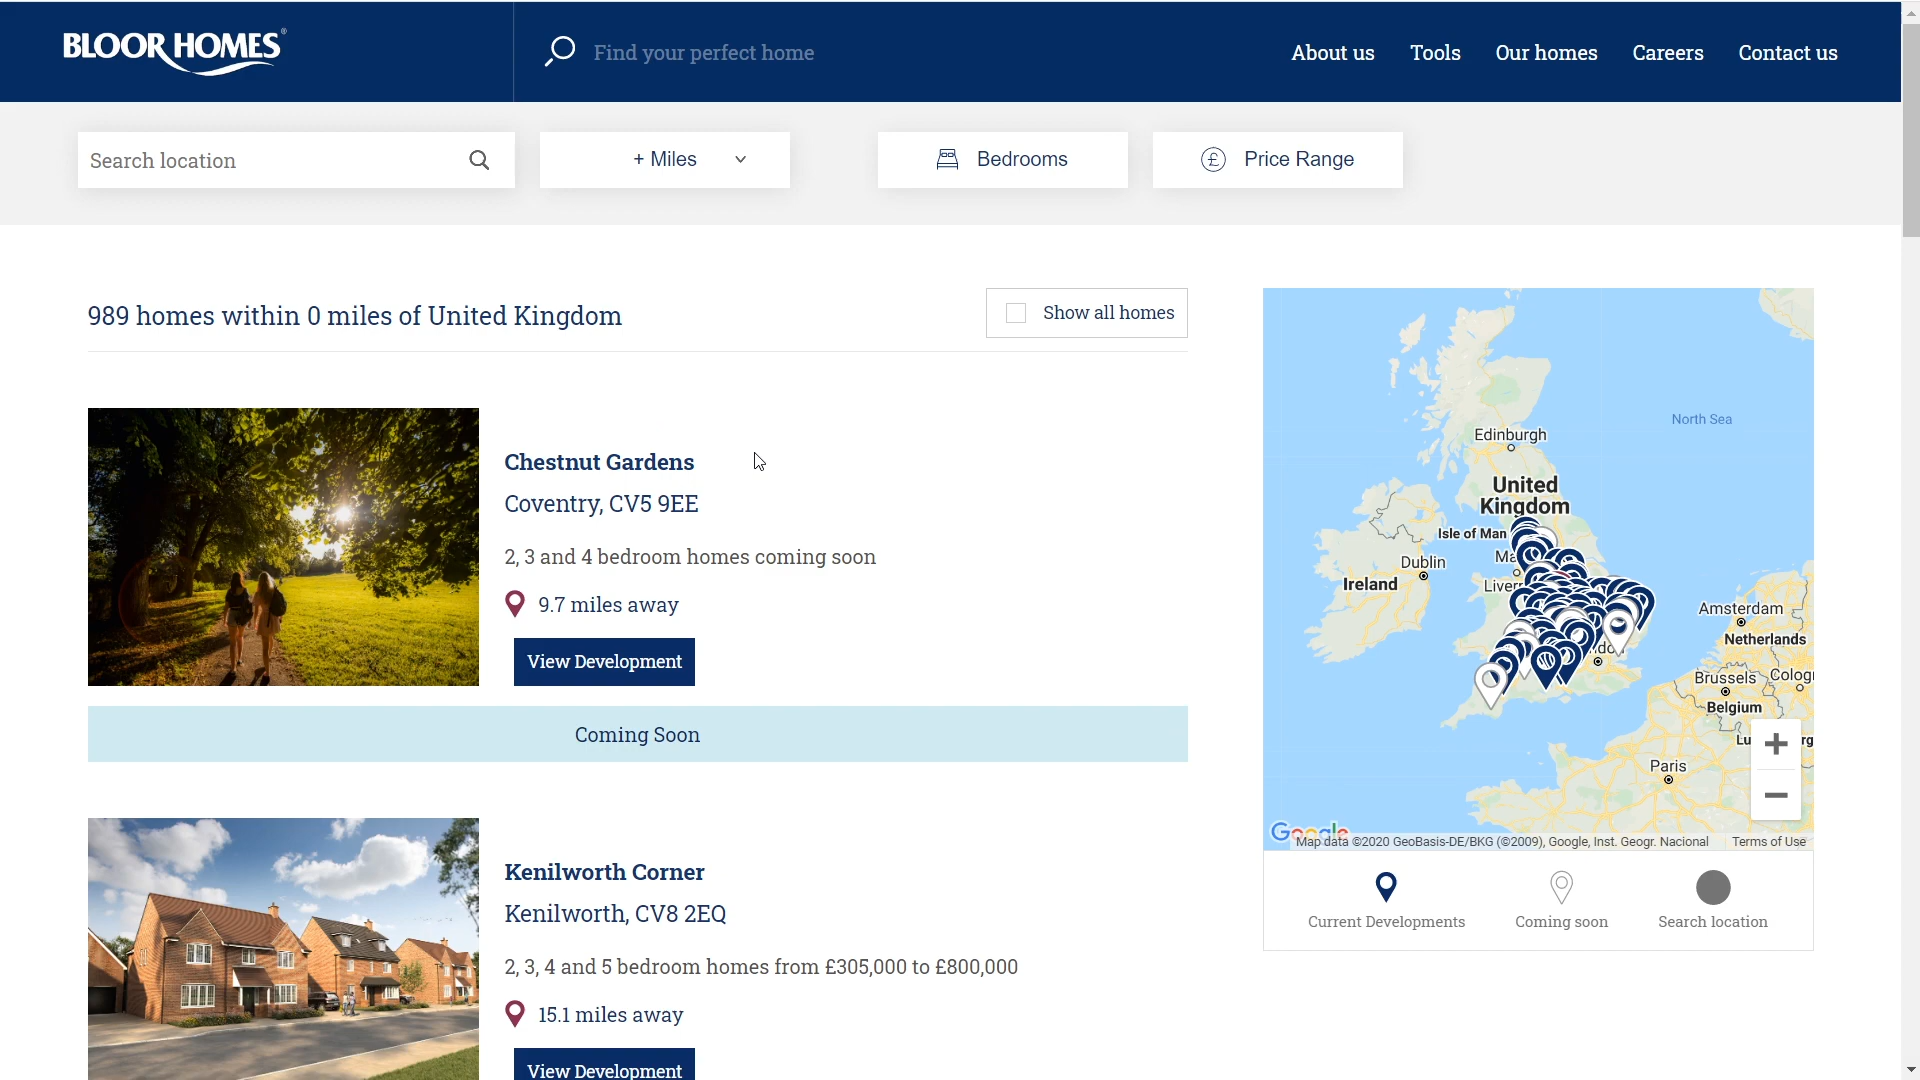 BLOOR HOMES®
Find your perfect home
About us
Tools
Our homes
Careers
Contact us
Search location
+ Miles
Bedrooms
£
Price Range
989 homes within 0 miles of United Kingdom
Show all homes
Chestnut Gardens
Coventry, CV5 9EE
2, 3 and 4 bedroom homes coming soon
9.7 miles away
View Development
Coming Soon
Kenilworth Corner
Kenilworth, CV8 2EQ
2, 3, 4 and 5 bedroom homes from £305,000 to £800,000
15.1 miles away
View Development
North Sea
Edinburgh
United
Kingdom
Isle of Man
Dublin
Ireland
Amsterdam
Netherlands
Brussels
Belgium
Paris
+
−
Google
Map data ©2020 GeoBasis-DE/BKG (©2009), Google, Inst. Geogr. Nacional
Terms of Use
Current Developments
Coming soon
Search location